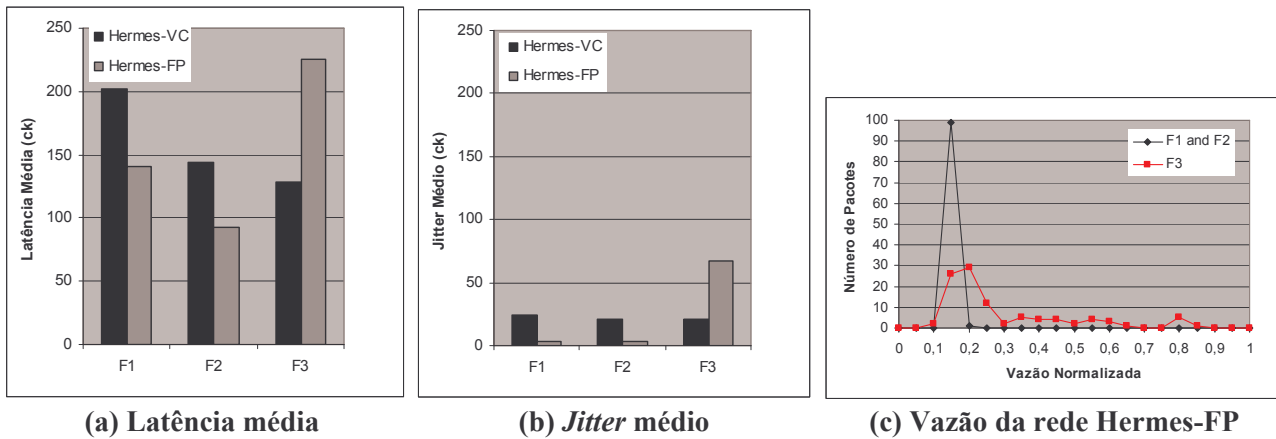 Latência Média (ck)
250
200
150
100
50
0
Hermes-VC
Hermes-FP
F1 F2 F3
(a) Latência média
Jitter Médio (ck)
250
200
150
100
50
0
Hermes-VC
Hermes-FP
F1 F2 F3
(b) Jitter médio
Número de Pacotes
100
90
80
70
60
50
40
30
20
10
0
F1 and F2
F3
0 0,1 0,2 0,3 0,4 0,5 0,6 0,7 0,8 0,9 1
Vazão Normalizada
(c) Vazão da rede Hermes-FP